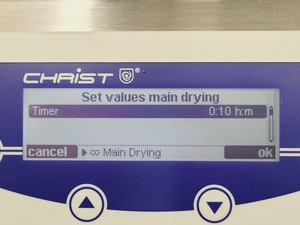 CHRIST ®
Set values main drying
Timer 0:10 h:m
cancel ▶ ∞ Main Drying ok